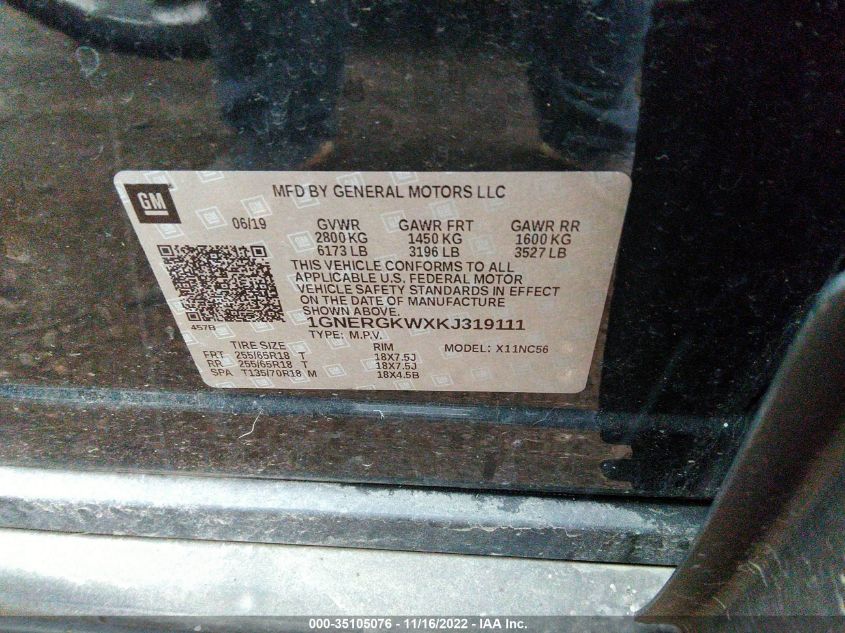 GM
MFD BY GENERAL MOTORS LLC
06/19 GVWR GAWR FRT GAWR RR
2800 KG 1450 KG 1600 KG
6173 LB 3196 LB 3527 LB
THIS VEHICLE CONFORMS TO ALL
APPLICABLE U.S. FEDERAL MOTOR
VEHICLE SAFETY STANDARDS IN EFFECT
ON THE DATE OF MANUFACTURE
SHOWN ABOVE.
457B
1GNERGKWXKJ319111
TYPE: M.P.V. MODEL: X11NC56
TIRE SIZE RIM
FRT 255/65R18 T 18X7.5J
RR 255/65R18 T 18X7.5J
SPA T135/70R18 M 18X4.5B
000-35105076 - 11/16/2022 - IAA Inc.